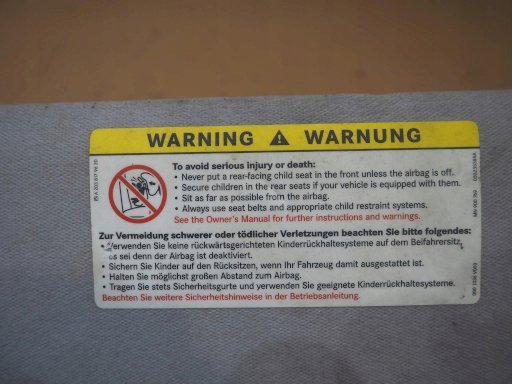 WARNING WARNUNG
To avoid serious injury or death:
• Never put a rear-facing child seat in the front unless the airbag is off.
• Secure children in the rear seats if your vehicle is equipped with them.
• Sit as far as possible from the airbag.
• Always use seat belts and appropriate child restraint systems.
See the Owner's Manual for further instructions and warnings.
Zur Vermeidung schwerer oder tödlicher Verletzungen beachten Sie bitte folgendes:
• Verwenden Sie keine rückwärtsgerichteten Kinderrückhaltesysteme auf dem Beifahrersitz,
es sei denn der Airbag ist deaktiviert.
• Sichern Sie Kinder auf den Rücksitzen, wenn Ihr Fahrzeug damit ausgestattet ist.
• Halten Sie möglichst großen Abstand zum Airbag.
• Tragen Sie stets Sicherheitsgurte und verwenden Sie geeignete Kinderrückhaltesysteme.
Beachten Sie weitere Sicherheitshinweise in der Betriebsanleitung.